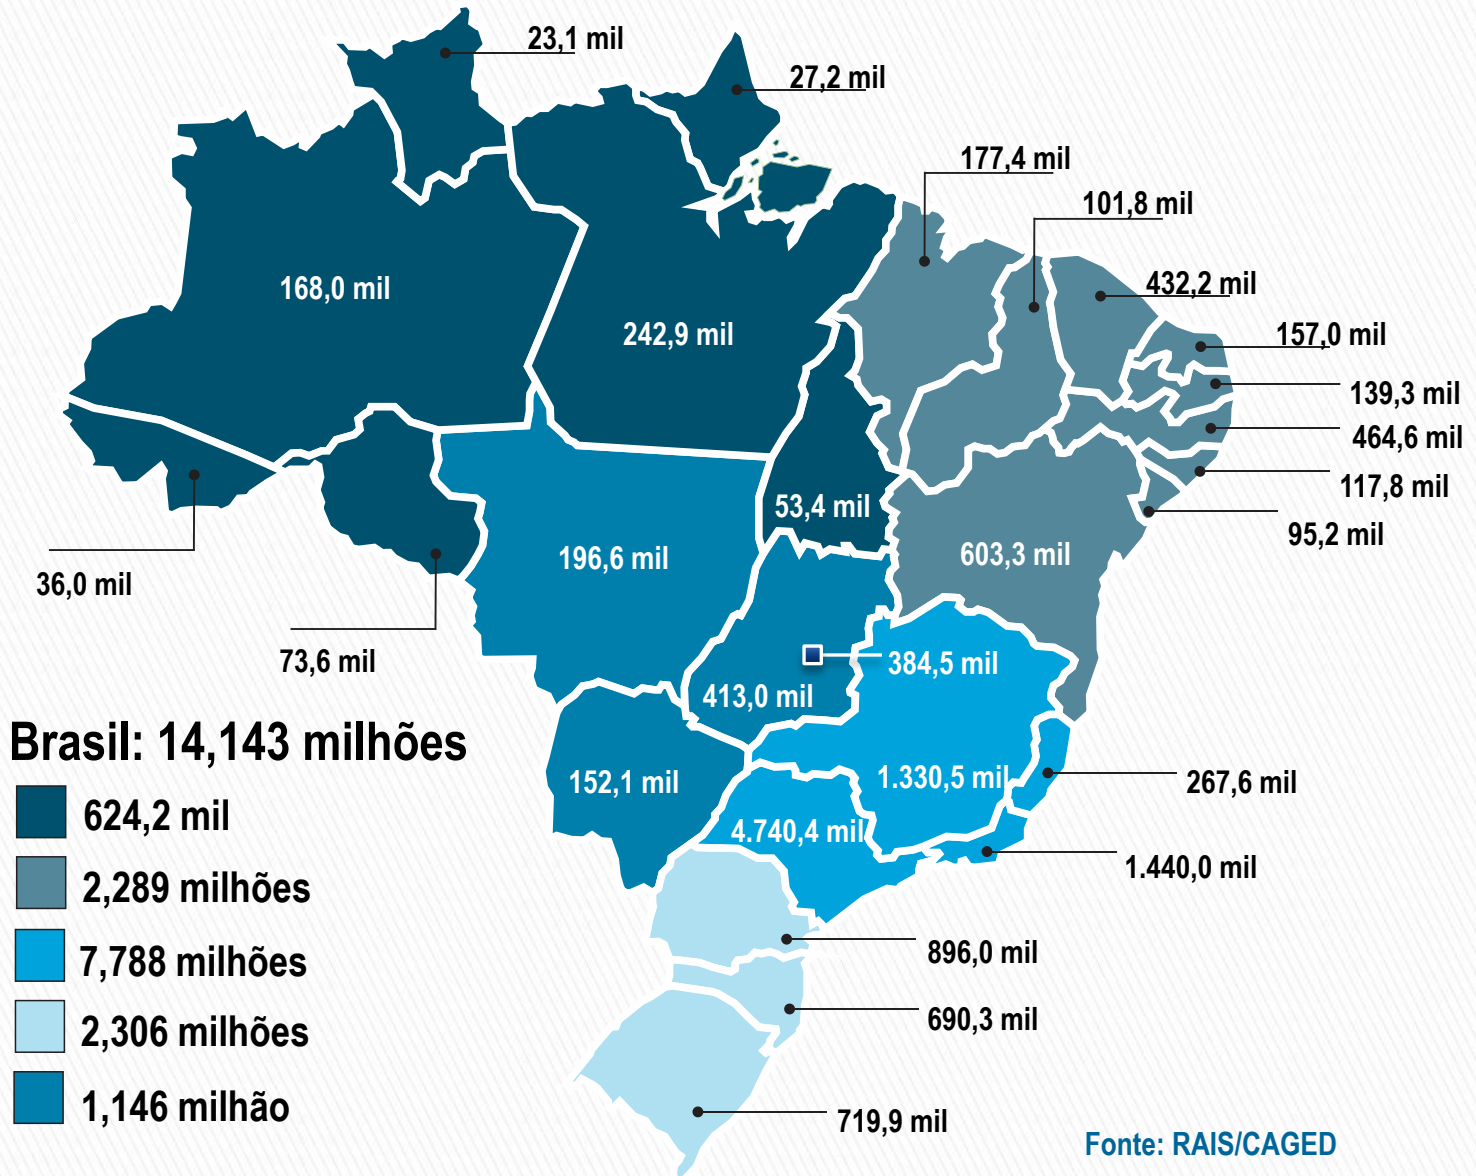 23,1 mil
27,2 mil
177,4 mil
101,8 mil
168,0 mil
432,2 mil
242,9 mil
157,0 mil
139,3 mil
464,6 mil
117,8 mil
53,4 mil
95,2 mil
196,6 mil
603,3 mil
36,0 mil
73,6 mil
384,5 mil
413,0 mil
Brasil: 14,143 milhões
152,1 mil
1.330,5 mil
267,6 mil
624,2 mil
4.740,4 mil
1.440,0 mil
2,289 milhões
896,0 mil
7,788 milhões
690,3 mil
2,306 milhões
1,146 milhão
719,9 mil
Fonte: RAIS/CAGED